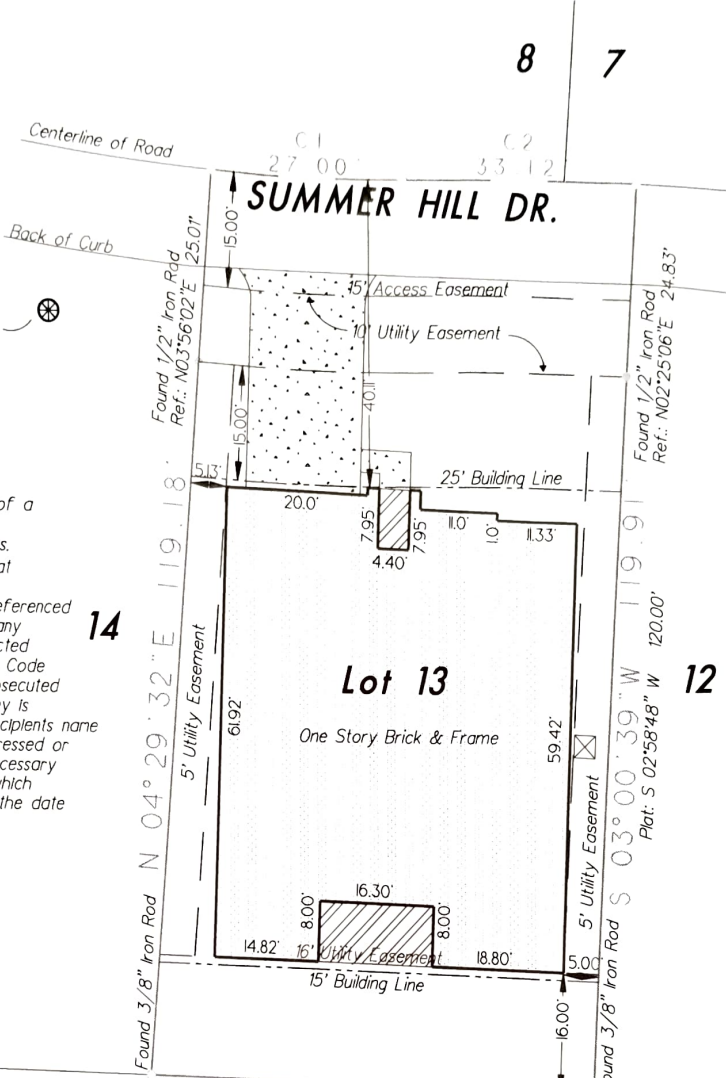 8 7
Centerline of Road
C1 C2
27 00' 33 12
SUMMER HILL DR.
15.00'
Back of Curb
25.01'
24.83'
15' Access Easement
10' Utility Easement
Found 1/2" Iron Rod
Ref.: N03°56'02"E
Found 1/2" Iron Rod
Ref.: N02°25'06"E
40.11'
15.00'
5.13'
25' Building Line
20.0'
7.95'
7.95'
4.40'
11.0'
1.0'
11.33'
of a
s.
at
eferenced
any
cted
Code
osecuted
y is
cipients name
ressed or
cessary
which
the date
14
N 04° 29' 32" E 119.18'
5' Utility Easement
61.92'
Lot 13
One Story Brick & Frame
59.42'
12
S 03° 00' 39" W 119.91
Plat: S 02°58'48" W 120.00'
5' Utility Easement
16.30'
8.00'
8.00'
14.82'
16' Utility Easement
18.80'
15' Building Line
5.00'
16.00'
Found 3/8" Iron Rod
ound 3/8" Iron Rod